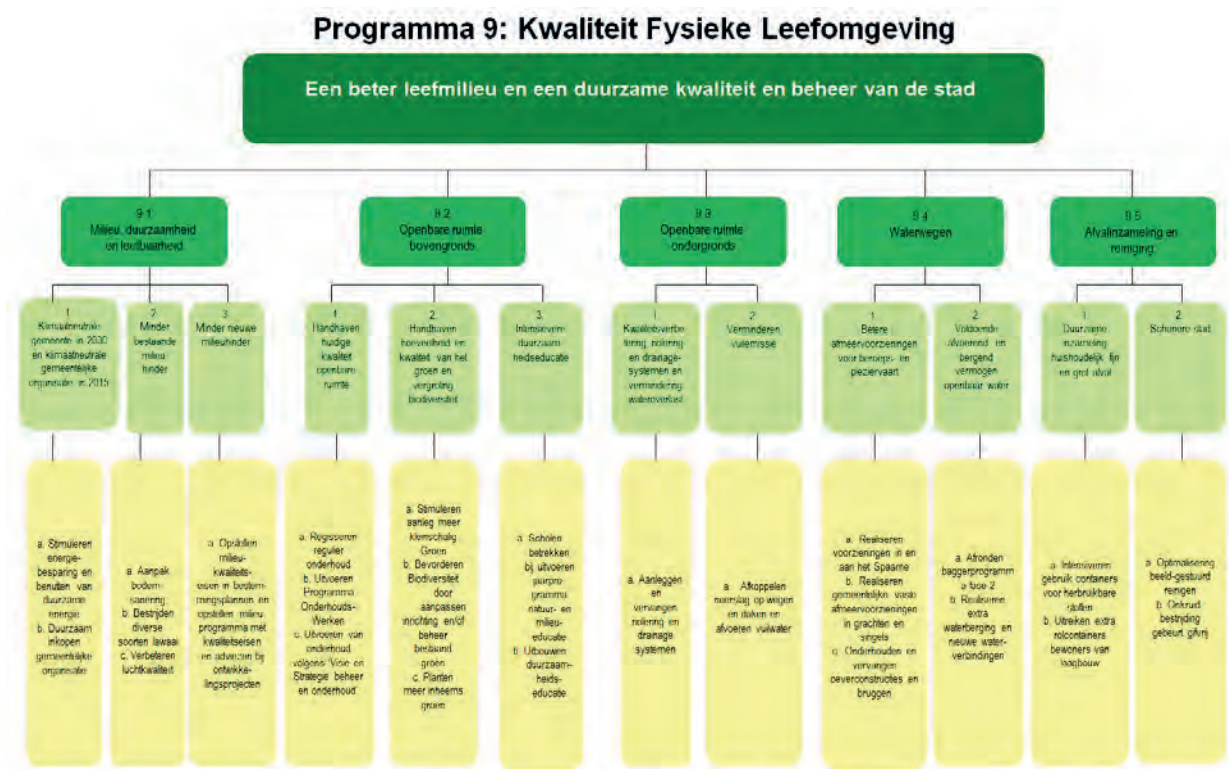 Programma 9: Kwaliteit Fysieke Leefomgeving
Een beter leefmilieu en een duurzame kwaliteit en beheer van de stad
9.1
Milieu, duurzaamheid
en leefbaarheid
9.2
Openbare ruimte
bovengronds
9.3
Openbare ruimte
ondergronds
9.4
Waterwegen
9.5
Afvalinzameling en
reiniging
1
Klimaatneutrale
gemeente in 2030
en klimaatneutrale
gemeentelijke
organisatie in 2015
2
Minder
bestaande
milieu
hinder
3
Minder nieuwe
milieuhinder
1
Handhaven
huidige
kwaliteit
openbare
ruimte
2.
Handhaven
hoeveelheid en
kwaliteit van het
groen en
vergroting
biodiversiteit
3.
Intensivere
duurzaam-
heidseducatie
1
Kwaliteitsverbe-
tering riolering
en drainage-
systemen en
vermindering
wateroverlast
2
Verminderen
vuilemissie
1
Betere
afmeervoorzieningen
voor beroeps- en
pleziervaart
2
Voldoende
afvoerend en
bergend
vermogen
openbaar water
1
Duurzame
inzameling
huishoudelijk fijn
en grof afval
2
Schonere stad
a. Stimuleren
energie-
besparing en
benutten van
duurzame
energie
b. Duurzaam
inkopen
gemeentelijke
organisatie
a. Aanpak
bodem-
sanering
b. Bestrijden
diverse
soorten lawaai
c. Verbeteren
luchtkwaliteit
a. Opstellen
milieu-
kwaliteits-
eisen in bestem-
mingsplannen en
opstellen milieu
programma met
kwaliteitseisen
en adviezen bij
ontwikke-
lingsprojecten
a. Regisseren
regulier
onderhoud
b. Uitvoeren
Programma
Onderhouds-
Werken
c. Uitvoeren van
onderhoud
volgens 'Visie en
Strategie beheer
en onderhoud'
a. Stimuleren
aanleg meer
kleinschalig
Groen
b. Bevorderen
Biodiversiteit
door
aanpassen
inrichting en/of
beheer
bestaand
groen
c. Planten
meer inheems
groen
a. Scholen
betrekken
bij uitvoeren
jaarpro-
gramma
natuur- en
milieu-
educatie
b. Uitbouwen
duurzaam-
heids-
educatie
a. Aanleggen
en
vervangen
riolering en
drainage
systemen
a. Afkoppelen
neerslag op wegen
en daken en
afvoeren vuilwater
a. Realiseren
voorzieningen in en
aan het Spaarne
b. Realiseren
gemeentelijke vaste
afmeervoorzieningen
in grachten en
singels
c. Onderhouden en
vervangen
oeverconstructies en
bruggen
a. Afronden
baggerprogramm
a fase 2
b. Realiseren
extra
waterberging en
nieuwe water-
verbindingen
a. Intensiveren
gebruik containers
voor herbruikbare
stoffen
b. Uitreiken extra
rolcontainers
bewoners van
laagbouw
a. Optimalisering
beeld-gestuurd
reinigen
b. Onkruid
bestrijding
gebeurt gifvrij